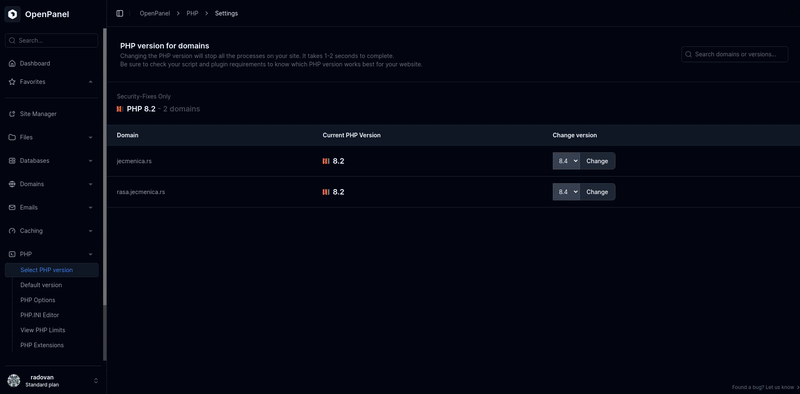 OpenPanel
OpenPanel > PHP > Settings
Search...
Dashboard
Favorites
Site Manager
Files
Databases
Domains
Emails
Caching
PHP
Select PHP version
Default version
PHP Options
PHP.INI Editor
View PHP Limits
PHP Extensions
radovan
Standard plan
PHP version for domains
Changing the PHP version will stop all the processes on your site. It takes 1-2 seconds to complete.
Be sure to check your script and plugin requirements to know which PHP version works best for your website.
Search domains or versions...
Security-Fixes Only
PHP 8.2 - 2 domains
Domain Current PHP Version Change version
jecmenica.rs 8.2 8.4 Change
rasa.jecmenica.rs 8.2 8.4 Change
Found a bug? Let us know